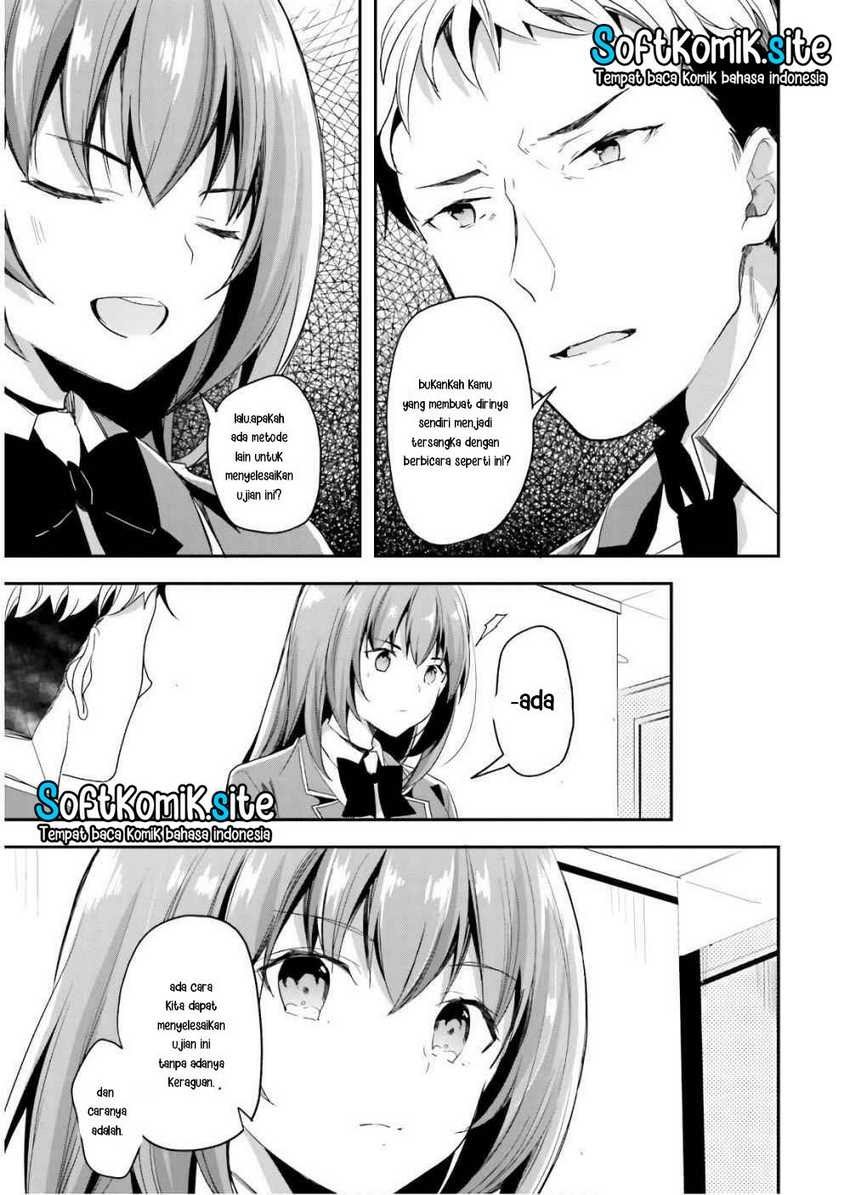 SoftKomik.site
Tempat baca Komik bahasa indonesia
bukankah Kamu
yang membuat dirinya
sendiri menjadi
tersangka dengan
berbicara seperti ini?
lalu,apakah
ada metode
lain untuk
menyelesaikan
ujian ini?
-ada
SoftKomik.site
Tempat baca Komik bahasa indonesia
ada cara
Kita dapat
menyelesaikan
ujian ini
tanpa adanya
Keraguan.
dan
caranya
adalah.